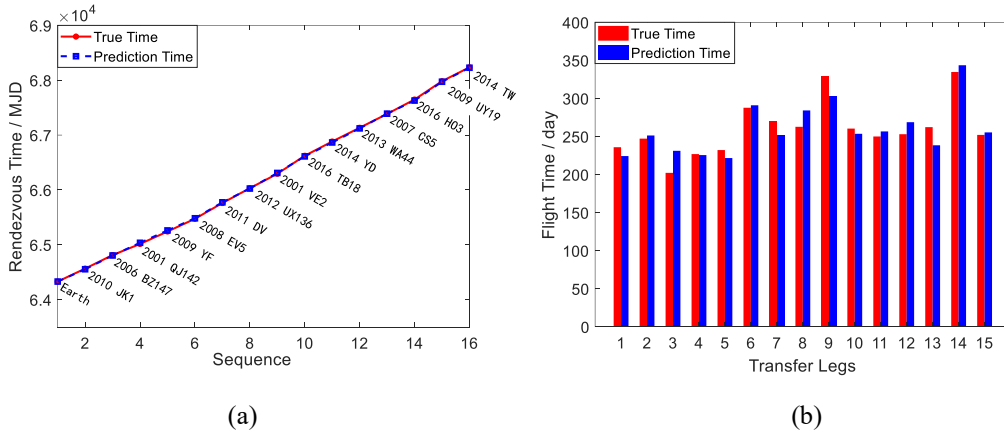 × 10⁴
6.9
6.8
6.7
6.6
6.5
6.4
Rendezvous Time / MJD
True Time
Prediction Time
Earth
2010 JK1
2006 BZ147
2001 QJ142
2009 YF
2008 EV5
2011 DV
2012 UX136
2001 VE2
2016 TB18
2014 YD
2013 WA44
2007 CS5
2016 HO3
2009 UY19
2014 TW
2 4 6 8 10 12 14 16
Sequence
(a)
400
350
300
250
200
150
100
50
0
Flight Time / day
True Time
Prediction Time
1 2 3 4 5 6 7 8 9 10 11 12 13 14 15
Transfer Legs
(b)